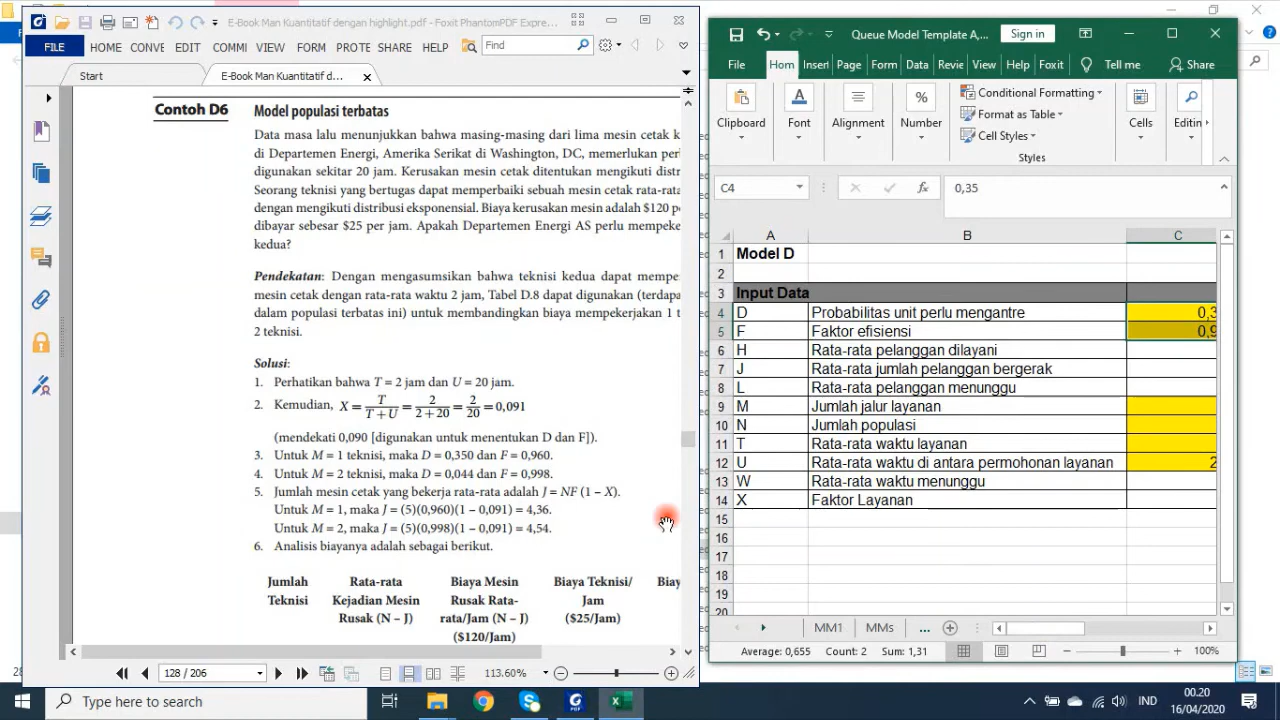 E-Book Man Kuantitatif dengan highlight.pdf - Foxit PhantomPDF Expre...
FILE HOME CONVE EDIT COMMI VIEW FORM PROTE SHARE HELP Find
Start E-Book Man Kuantitatif d...
Contoh D6 Model populasi terbatas
Data masa lalu menunjukkan bahwa masing-masing dari lima mesin cetak k
di Departemen Energi, Amerika Serikat di Washington, DC, memerlukan per
digunakan sekitar 20 jam. Kerusakan mesin cetak ditentukan mengikuti distr
Seorang teknisi yang bertugas dapat memperbaiki sebuah mesin cetak rata-rata
dengan mengikuti distribusi eksponensial. Biaya kerusakan mesin adalah $120 p
dibayar sebesar $25 per jam. Apakah Departemen Energi AS perlu mempeke
kedua?
Pendekatan: Dengan mengasumsikan bahwa teknisi kedua dapat mempe
mesin cetak dengan rata-rata waktu 2 jam, Tabel D.8 dapat digunakan (terdapa
dalam populasi terbatas ini) untuk membandingkan biaya mempekerjakan 1 t
2 teknisi.
Solusi:
1. Perhatikan bahwa T = 2 jam dan U = 20 jam.
2. Kemudian, X = T/(T + U) = 2/(2 + 20) = 2/20 = 0,091
(mendekati 0,090 [digunakan untuk menentukan D dan F]).
3. Untuk M = 1 teknisi, maka D = 0,350 dan F = 0,960.
4. Untuk M = 2 teknisi, maka D = 0,044 dan F = 0,998.
5. Jumlah mesin cetak yang bekerja rata-rata adalah J = NF (1 – X).
Untuk M = 1, maka J = (5)(0,960)(1 – 0,091) = 4,36.
Untuk M = 2, maka J = (5)(0,998)(1 – 0,091) = 4,54.
6. Analisis biayanya adalah sebagai berikut.
Jumlah Rata-rata Biaya Mesin Biaya Teknisi/ Biay
Teknisi Kejadian Mesin Rusak Rata- Jam
Rusak (N – J) rata/Jam (N – J) ($25/Jam)
($120/Jam)
128 / 206 113.60%
Queue Model Template A,... Sign in
File Hom Inser Page Form Data Revie View Help Foxit Tell me Share
Clipboard Font Alignment Number Conditional Formatting Format as Table Cell Styles Cells Editin
Styles
C4 fx 0,35
A B C
1 Model D
2
3 Input Data
4 D Probabilitas unit perlu mengantre 0,3
5 F Faktor efisiensi 0,9
6 H Rata-rata pelanggan dilayani
7 J Rata-rata jumlah pelanggan bergerak
8 L Rata-rata pelanggan menunggu
9 M Jumlah jalur layanan
10 N Jumlah populasi
11 T Rata-rata waktu layanan
12 U Rata-rata waktu di antara permohonan layanan 2
13 W Rata-rata waktu menunggu
14 X Faktor Layanan
15
16
17
18
19
20
MM1 MMs ...
Average: 0,655 Count: 2 Sum: 1,31 100%
Type here to search
IND
00.20
16/04/2020